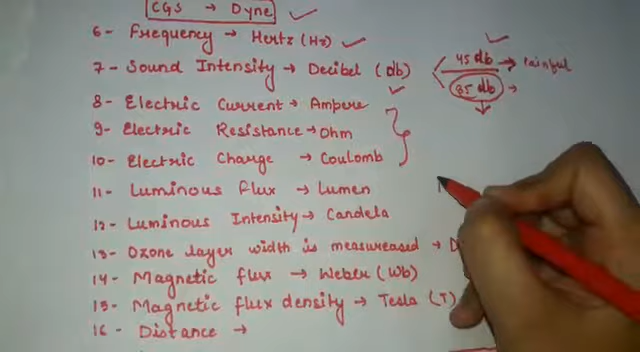 CGS → Dyne
6- Frequency → Hertz (Hz)
7- Sound Intensity → Decibel (db)
45 db → Painful
85 db →
8- Electric Current → Ampere
9- Electric Resistance → Ohm
10- Electric Charge → Coulomb
11- Luminous Flux → Lumen
12- Luminous Intensity → Candela
13- Ozone layer width is measureased → D
14- Magnetic flux → Weber (Wb)
15- Magnetic flux density → Tesla (T)
16- Distance →